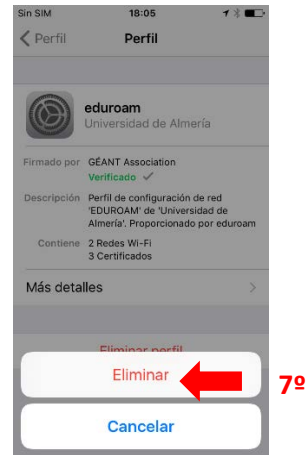 Sin SIM 18:05
Perfil Perfil
eduroam
Universidad de Almería
Firmado por GÉANT Association
Verificado
Descripción Perfil de configuración de red
'EDUROAM' de 'Universidad de
Almería'. Proporcionado por eduroam
Contiene 2 Redes Wi-Fi
3 Certificados
Más detalles
Eliminar perfil
Eliminar
7º
Cancelar